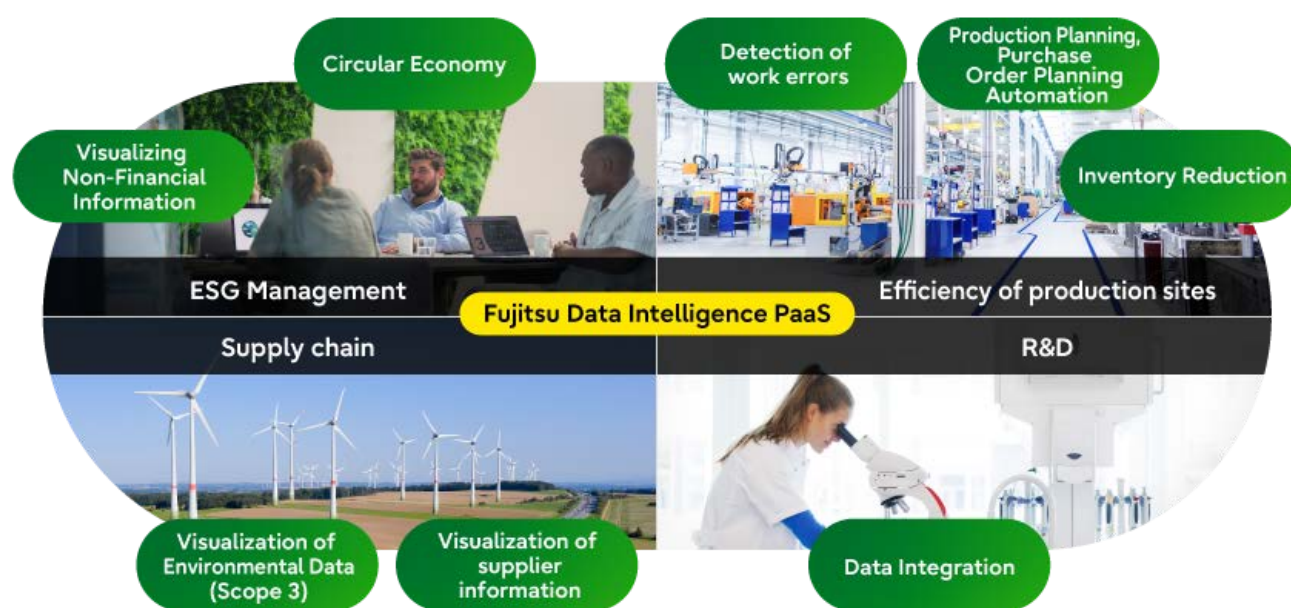 Circular Economy
Detection of
work errors
Production Planning,
Purchase
Order Planning
Automation
Visualizing
Non-Financial
Information
Inventory Reduction
ESG Management
Efficiency of production sites
Fujitsu Data Intelligence PaaS
Supply chain
R&D
Visualization of
Environmental Data
(Scope 3)
Visualization of
supplier
information
Data Integration